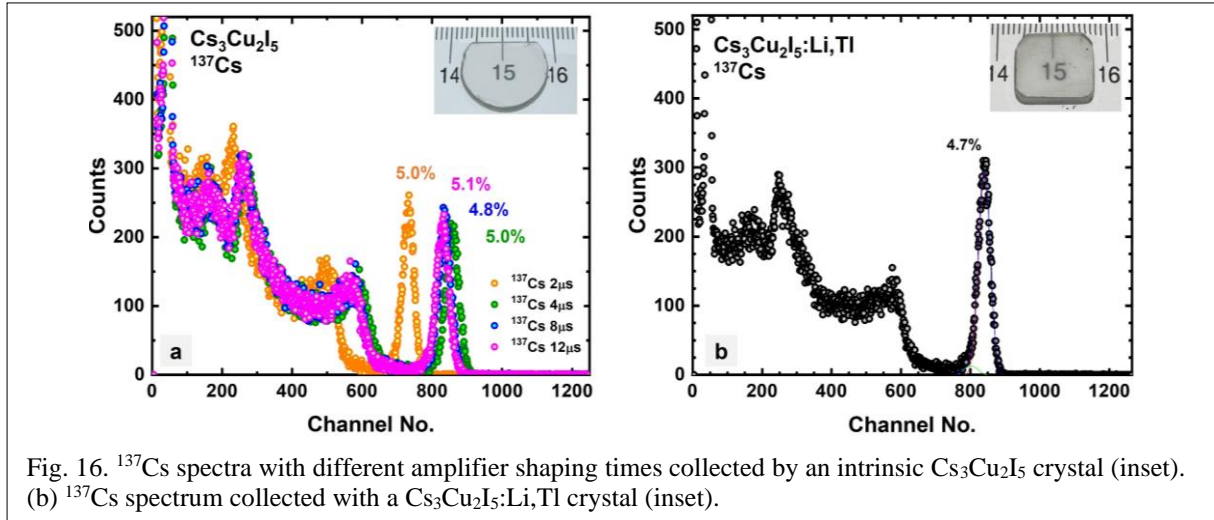 Cs₃Cu₂I₅
¹³⁷Cs
14 15 16
500
400
300
200
100
0
Counts
5.0%
5.1%
4.8%
5.0%
¹³⁷Cs 2μs
¹³⁷Cs 4μs
¹³⁷Cs 8μs
¹³⁷Cs 12μs
a
0 200 400 600 800 1000 1200
Channel No.
Cs₃Cu₂I₅:Li,Tl
¹³⁷Cs
14 15 16
500
400
300
200
100
0
Counts
4.7%
b
0 200 400 600 800 1000 1200
Channel No.
Fig. 16. ¹³⁷Cs spectra with different amplifier shaping times collected by an intrinsic Cs₃Cu₂I₅ crystal (inset).
(b) ¹³⁷Cs spectrum collected with a Cs₃Cu₂I₅:Li,Tl crystal (inset).